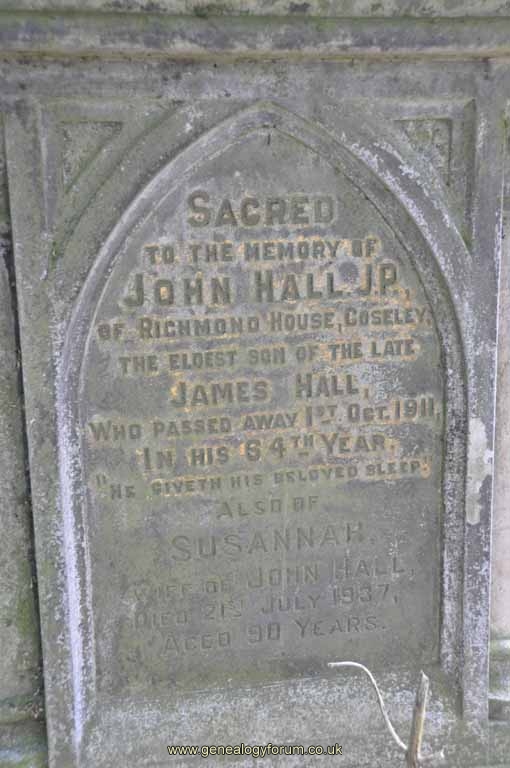 SACRED
TO THE MEMORY OF
JOHN HALL J.P.,
OF RICHMOND HOUSE, COSELEY,
THE ELDEST SON OF THE LATE
JAMES HALL,
WHO PASSED AWAY 1ST OCT. 1911,
IN HIS 64TH YEAR.
"HE GIVETH HIS BELOVED SLEEP."
ALSO OF
SUSANNAH.
WIFE OF JOHN HALL,
DIED 21ST JULY 1937,
AGED 90 YEARS.
www.genealogyforum.co.uk